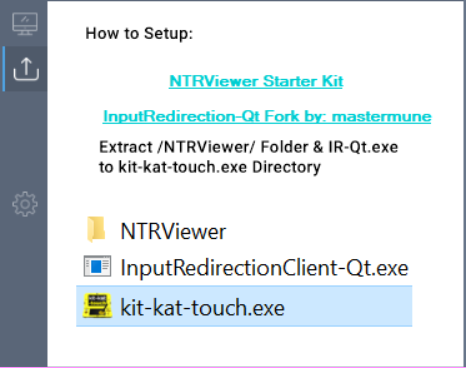 How to Setup:
NTRViewer Starter Kit
InputRedirection-Qt Fork by: mastermune
Extract /NTRViewer/ Folder & IR-Qt.exe
to kit-kat-touch.exe Directory
NTRViewer
InputRedirectionClient-Qt.exe
kit-kat-touch.exe